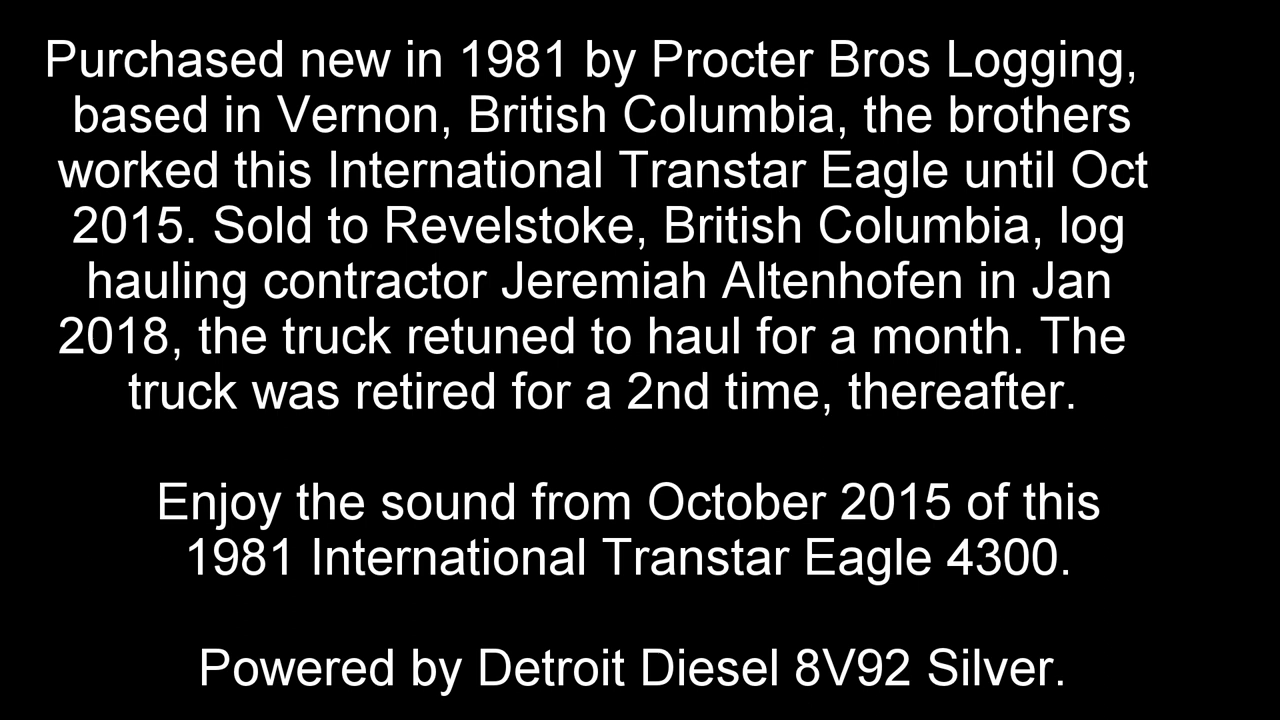 Purchased new in 1981 by Procter Bros Logging,
based in Vernon, British Columbia, the brothers
worked this International Transtar Eagle until Oct
2015. Sold to Revelstoke, British Columbia, log
hauling contractor Jeremiah Altenhofen in Jan
2018, the truck retuned to haul for a month. The
truck was retired for a 2nd time, thereafter.
Enjoy the sound from October 2015 of this
1981 International Transtar Eagle 4300.
Powered by Detroit Diesel 8V92 Silver.